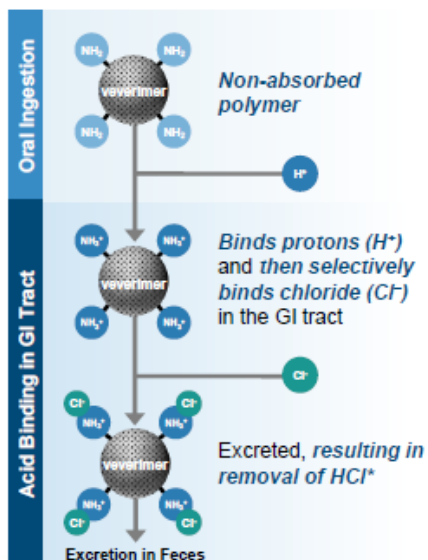 Oral Ingestion
NH₂ NH₂
veverimer
NH₂ NH₂
Non-absorbed
polymer
H⁺
Acid Binding in GI Tract
NH₃⁺ NH₃⁺
veverimer
NH₃⁺ NH₃⁺
Binds protons (H⁺)
and then selectively
binds chloride (Cl⁻)
in the GI tract
Cl⁻
Cl⁻ Cl⁻
NH₃⁺ NH₃⁺
veverimer
NH₃⁺ NH₃⁺
Cl⁻ Cl⁻
Excreted, resulting in
removal of HCl*
Excretion in Feces